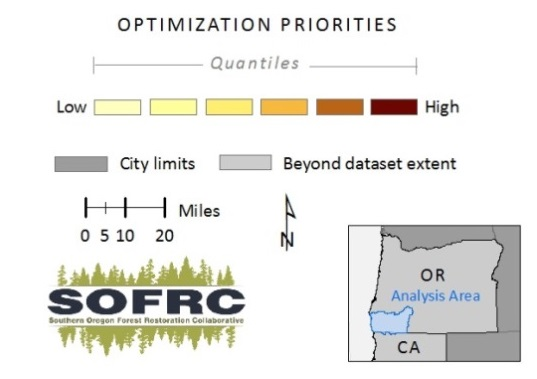 OPTIMIZATION PRIORITIES
Quantiles
Low High
City limits Beyond dataset extent
Miles
0 5 10 20
N
OR
Analysis Area
CA
SOFRC
Southern Oregon Forest Restoration Collaborative